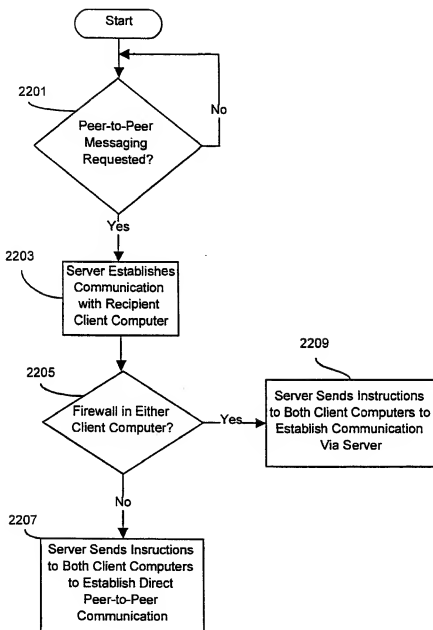 Start
2201
No
Peer-to-Peer
Messaging
Requested?
Yes
2203
Server Establishes
Communication
with Recipient
Client Computer
2209
2205
Firewall in Either
Client Computer?
Yes
Server Sends Instructions
to Both Client Computers to
Establish Communication
Via Server
No
2207
Server Sends Insructions
to Both Client Computers
to Establish Direct
Peer-to-Peer
Communication